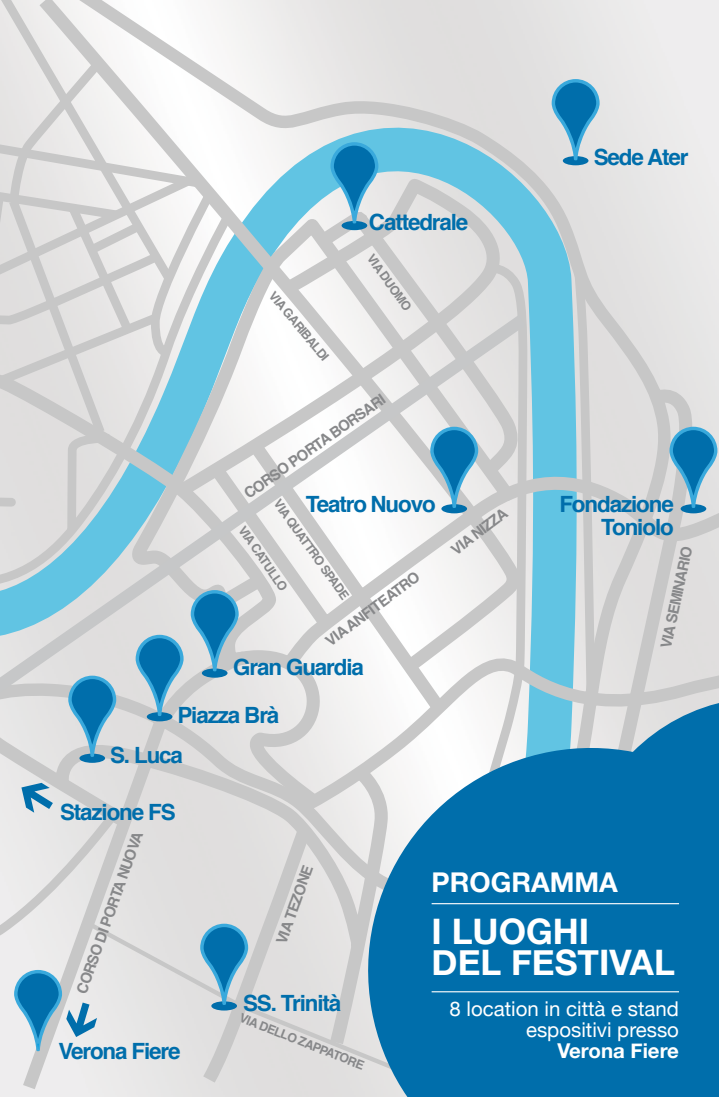 Sede Ater
Cattedrale
VIA DUOMO
VIA GARIBALDI
CORSO PORTA BORSARI
Teatro Nuovo
Fondazione
Toniolo
VIA QUATTRO SPADE
VIA NIZZA
VIA CATULLO
VIA ANFITEATRO
VIA SEMINARIO
Gran Guardia
Piazza Brà
S. Luca
Stazione FS
CORSO DI PORTA NUOVA
VIA TEZONE
SS. Trinità
VIA DELLO ZAPPATORE
Verona Fiere
PROGRAMMA
I LUOGHI
DEL FESTIVAL
8 location in città e stand
espositivi presso
Verona Fiere